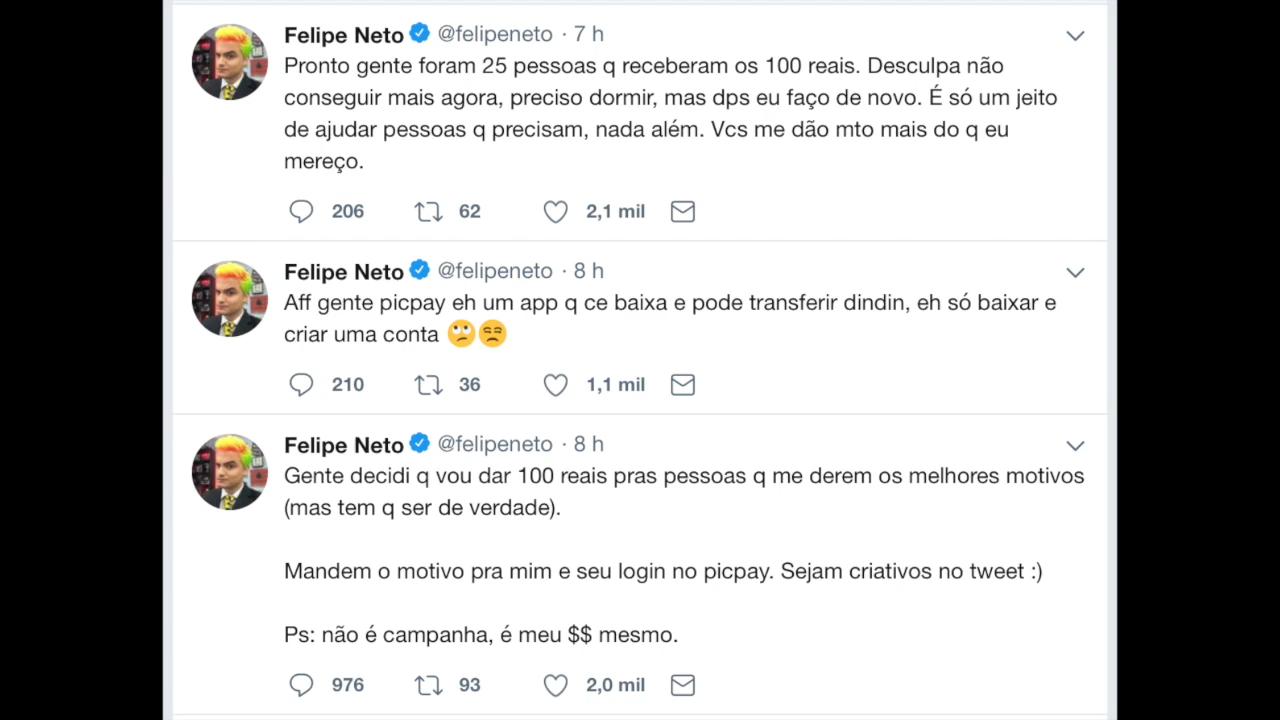 Felipe Neto @felipeneto · 7 h
Pronto gente foram 25 pessoas q receberam os 100 reais. Desculpa não
conseguir mais agora, preciso dormir, mas dps eu faço de novo. É só um jeito
de ajudar pessoas q precisam, nada além. Vcs me dão mto mais do q eu
mereço.
206 62 2,1 mil
Felipe Neto @felipeneto · 8 h
Aff gente picpay eh um app q ce baixa e pode transferir dindin, eh só baixar e
criar uma conta 🙄😒
210 36 1,1 mil
Felipe Neto @felipeneto · 8 h
Gente decidi q vou dar 100 reais pras pessoas q me derem os melhores motivos
(mas tem q ser de verdade).
Mandem o motivo pra mim e seu login no picpay. Sejam criativos no tweet :)
Ps: não é campanha, é meu $$ mesmo.
976 93 2,0 mil